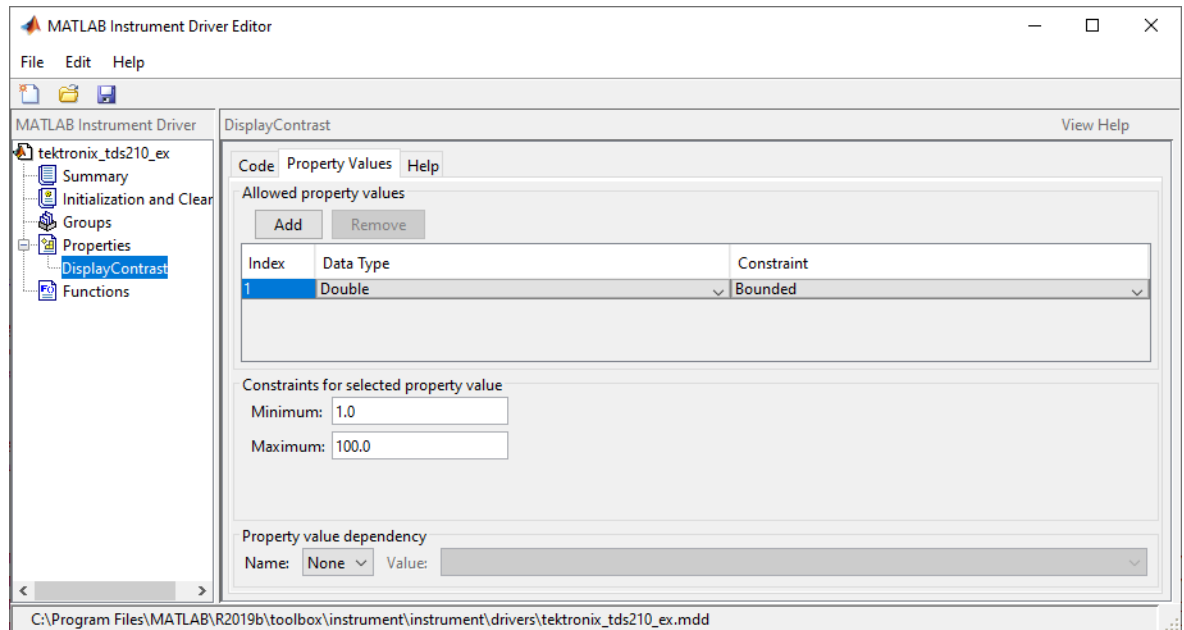 MATLAB Instrument Driver Editor
File Edit Help
MATLAB Instrument Driver
DisplayContrast
View Help
tektronix_tds210_ex
Summary
Initialization and Clear
Groups
Properties
DisplayContrast
Functions
Code Property Values Help
Allowed property values
Add Remove
Index Data Type Constraint
1 Double Bounded
Constraints for selected property value
Minimum: 1.0
Maximum: 100.0
Property value dependency
Name: None Value:
C:\Program Files\MATLAB\R2019b\toolbox\instrument\instrument\drivers\tektronix_tds210_ex.mdd